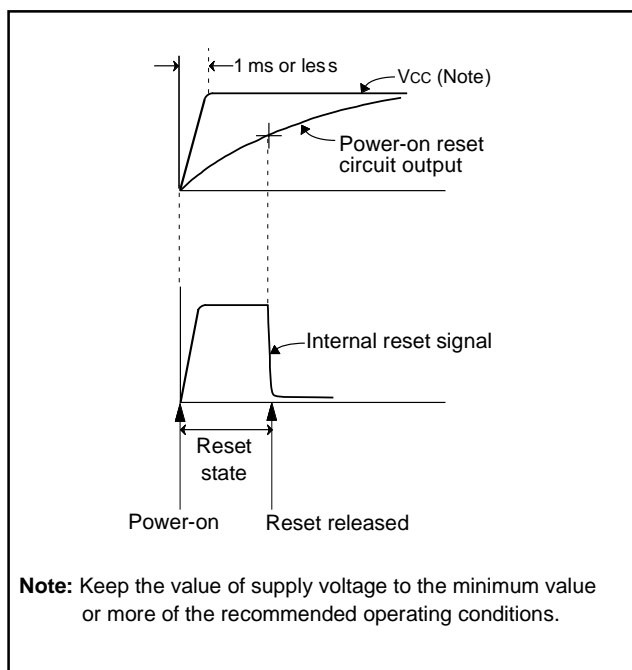 1 ms or less
VCC (Note)
Power-on reset
circuit output
Internal reset signal
Reset
state
Power-on
Reset released
Note: Keep the value of supply voltage to the minimum value
or more of the recommended operating conditions.